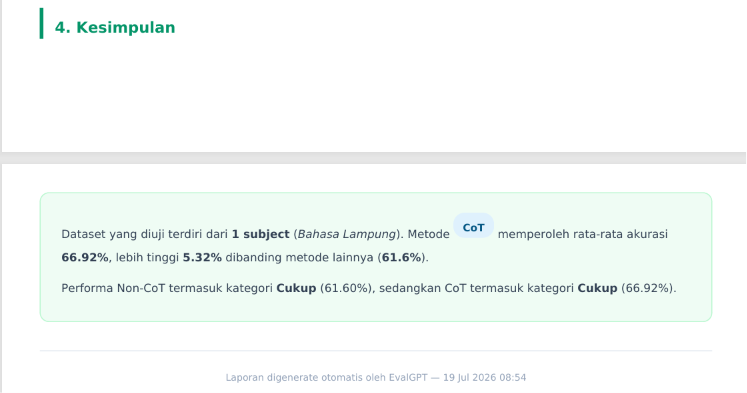 4. Kesimpulan
Dataset yang diuji terdiri dari 1 subject (Bahasa Lampung). Metode CoT memperoleh rata-rata akurasi
66.92%, lebih tinggi 5.32% dibanding metode lainnya (61.6%).
Performa Non-CoT termasuk kategori Cukup (61.60%), sedangkan CoT termasuk kategori Cukup (66.92%).
Laporan digenerate otomatis oleh EvalGPT — 19 Jul 2026 08:54